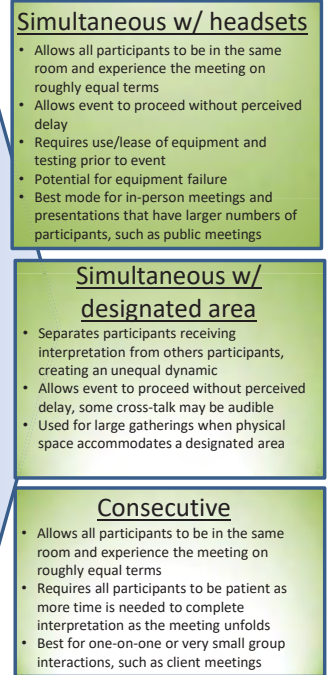 Simultaneous w/ headsets
• Allows all participants to be in the same
room and experience the meeting on
roughly equal terms
• Allows event to proceed without perceived
delay
• Requires use/lease of equipment and
testing prior to event
• Potential for equipment failure
• Best mode for in-person meetings and
presentations that have larger numbers of
participants, such as public meetings
Simultaneous w/
designated area
• Separates participants receiving
interpretation from others participants,
creating an unequal dynamic
• Allows event to proceed without perceived
delay, some cross-talk may be audible
• Used for large gatherings when physical
space accommodates a designated area
Consecutive
• Allows all participants to be in the same
room and experience the meeting on
roughly equal terms
• Requires all participants to be patient as
more time is needed to complete
interpretation as the meeting unfolds
• Best for one-on-one or very small group
interactions, such as client meetings